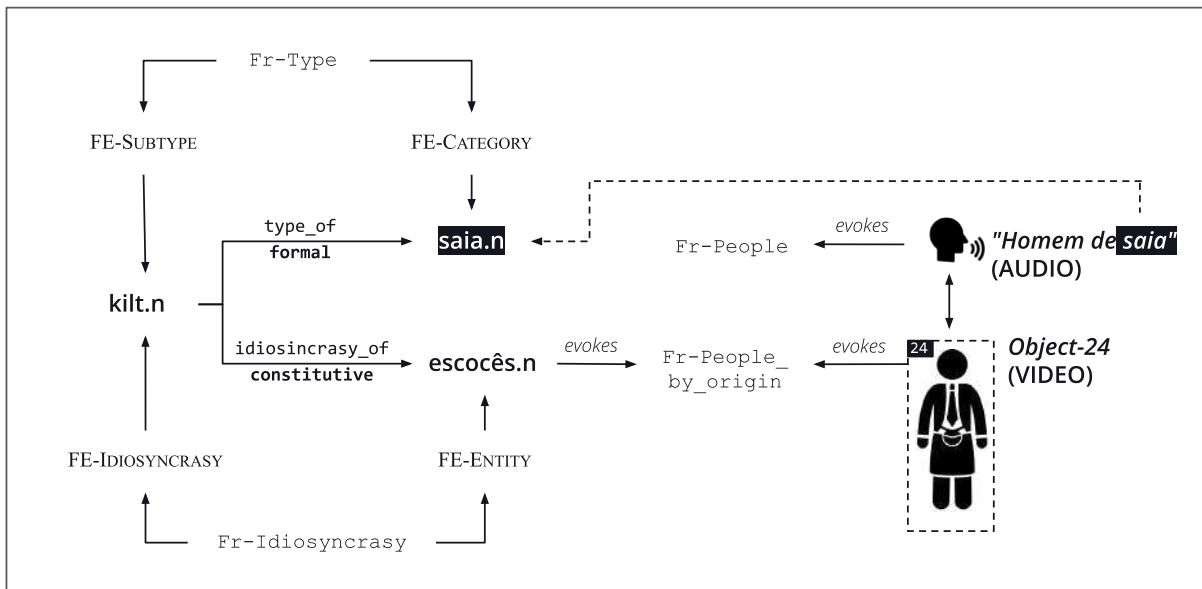 Fr-Type
FE-SUBTYPE
FE-CATEGORY
type_of
formal
saia.n
Fr-People
evokes
"Homem de saia"
(AUDIO)
kilt.n
idiosincrasy_of
constitutive
escocês.n
evokes
Fr-People_
by_origin
evokes
24
Object-24
(VIDEO)
FE-IDIOSYNCRASY
FE-ENTITY
Fr-Idiosyncrasy